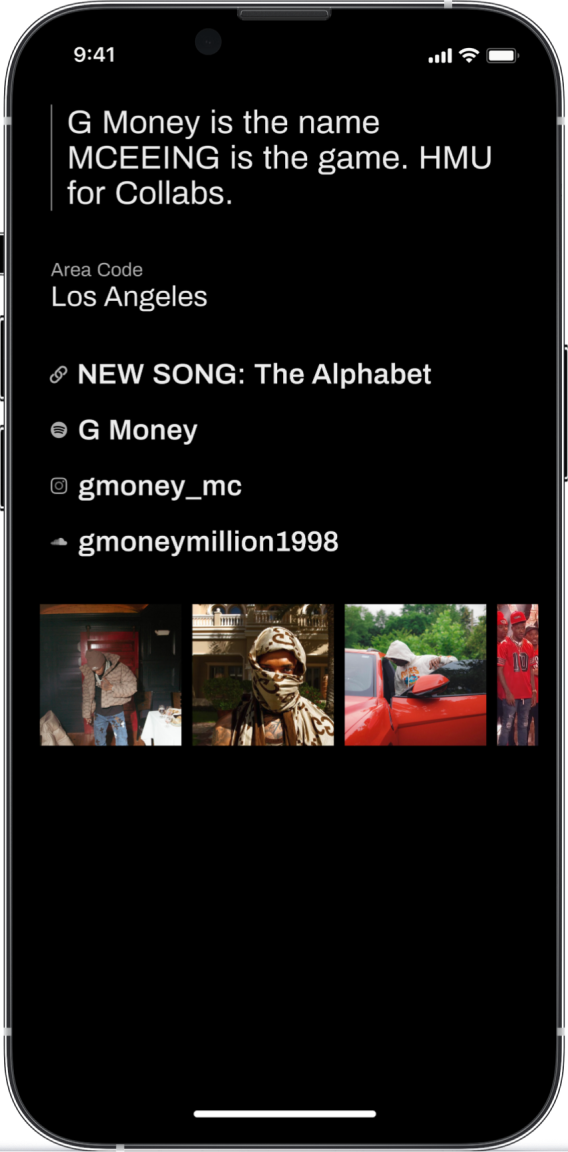 9:41
G Money is the name
MCEEING is the game. HMU
for Collabs.
Area Code
Los Angeles
NEW SONG: The Alphabet
G Money
gmoney_mc
gmoneymillion1998
10